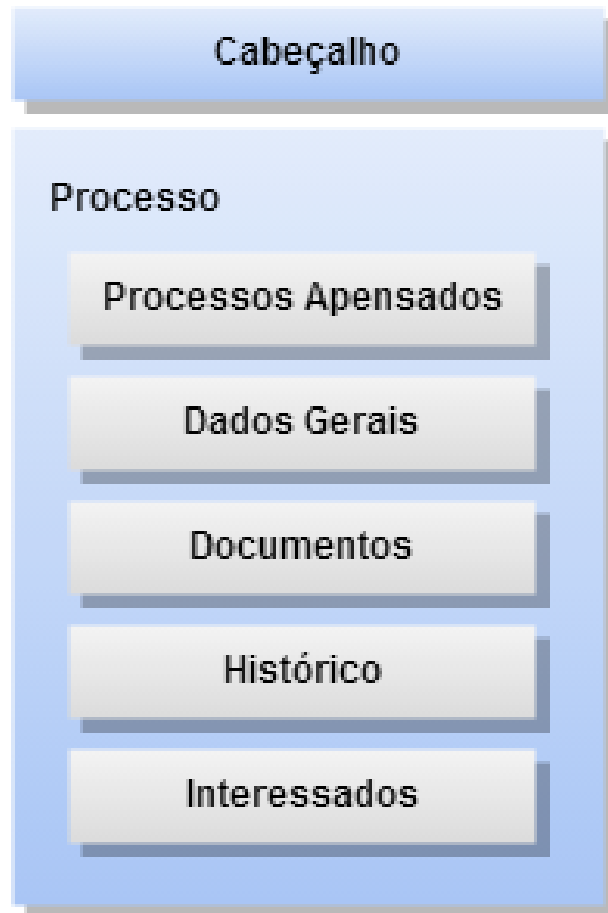 Cabeçalho
Processo
Processos Apensados
Dados Gerais
Documentos
Histórico
Interessados